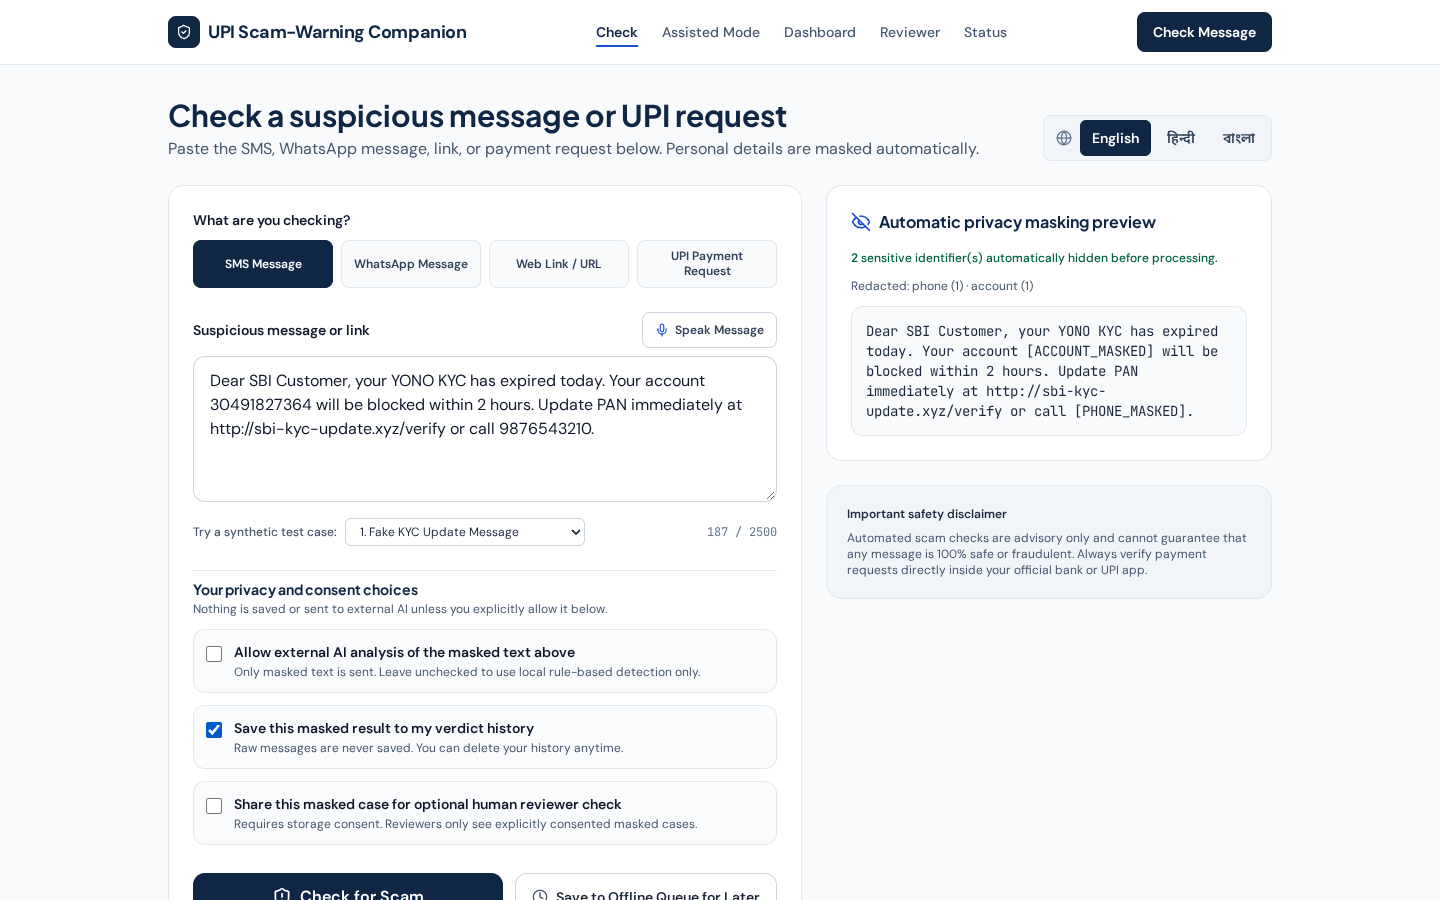 UPI Scam-Warning Companion
Check
Assisted Mode
Dashboard
Reviewer
Status
Check Message
Check a suspicious message or UPI request
Paste the SMS, WhatsApp message, link, or payment request below. Personal details are masked automatically.
English
हिन्दी
বাংলা
What are you checking?
SMS Message
WhatsApp Message
Web Link / URL
UPI Payment
Request
Suspicious message or link
Speak Message
Dear SBI Customer, your YONO KYC has expired today. Your account
30491827364 will be blocked within 2 hours. Update PAN immediately at
http://sbi-kyc-update.xyz/verify or call 9876543210.
Try a synthetic test case:
1. Fake KYC Update Message
187 / 2500
Your privacy and consent choices
Nothing is saved or sent to external AI unless you explicitly allow it below.
Allow external AI analysis of the masked text above
Only masked text is sent. Leave unchecked to use local rule-based detection only.
Save this masked result to my verdict history
Raw messages are never saved. You can delete your history anytime.
Share this masked case for optional human reviewer check
Requires storage consent. Reviewers only see explicitly consented masked cases.
Check for Scam
Save to Offline Queue for Later
Automatic privacy masking preview
2 sensitive identifier(s) automatically hidden before processing.
Redacted: phone (1) · account (1)
Dear SBI Customer, your YONO KYC has expired
today. Your account [ACCOUNT_MASKED] will be
blocked within 2 hours. Update PAN
immediately at http://sbi-kyc-
update.xyz/verify or call [PHONE_MASKED].
Important safety disclaimer
Automated scam checks are advisory only and cannot guarantee that
any message is 100% safe or fraudulent. Always verify payment
requests directly inside your official bank or UPI app.